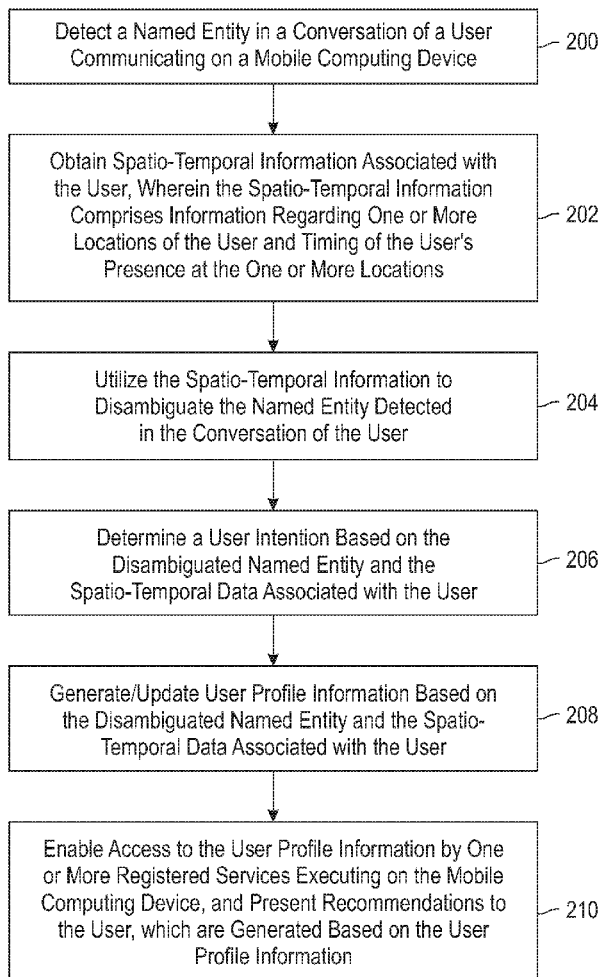 Detect a Named Entity in a Conversation of a User
Communicating on a Mobile Computing Device
200
Obtain Spatio-Temporal Information Associated with
the User, Wherein the Spatio-Temporal Information
Comprises Information Regarding One or More
Locations of the User and Timing of the User's
Presence at the One or More Locations
202
Utilize the Spatio-Temporal Information to
Disambiguate the Named Entity Detected
in the Conversation of the User
204
Determine a User Intention Based on the
Disambiguated Named Entity and the
Spatio-Temporal Data Associated with the User
206
Generate/Update User Profile Information Based on
the Disambiguated Named Entity and the Spatio-
Temporal Data Associated with the User
208
Enable Access to the User Profile Information by One
or More Registered Services Executing on the Mobile
Computing Device, and Present Recommendations to
the User, which are Generated Based on the User
Profile Information
210